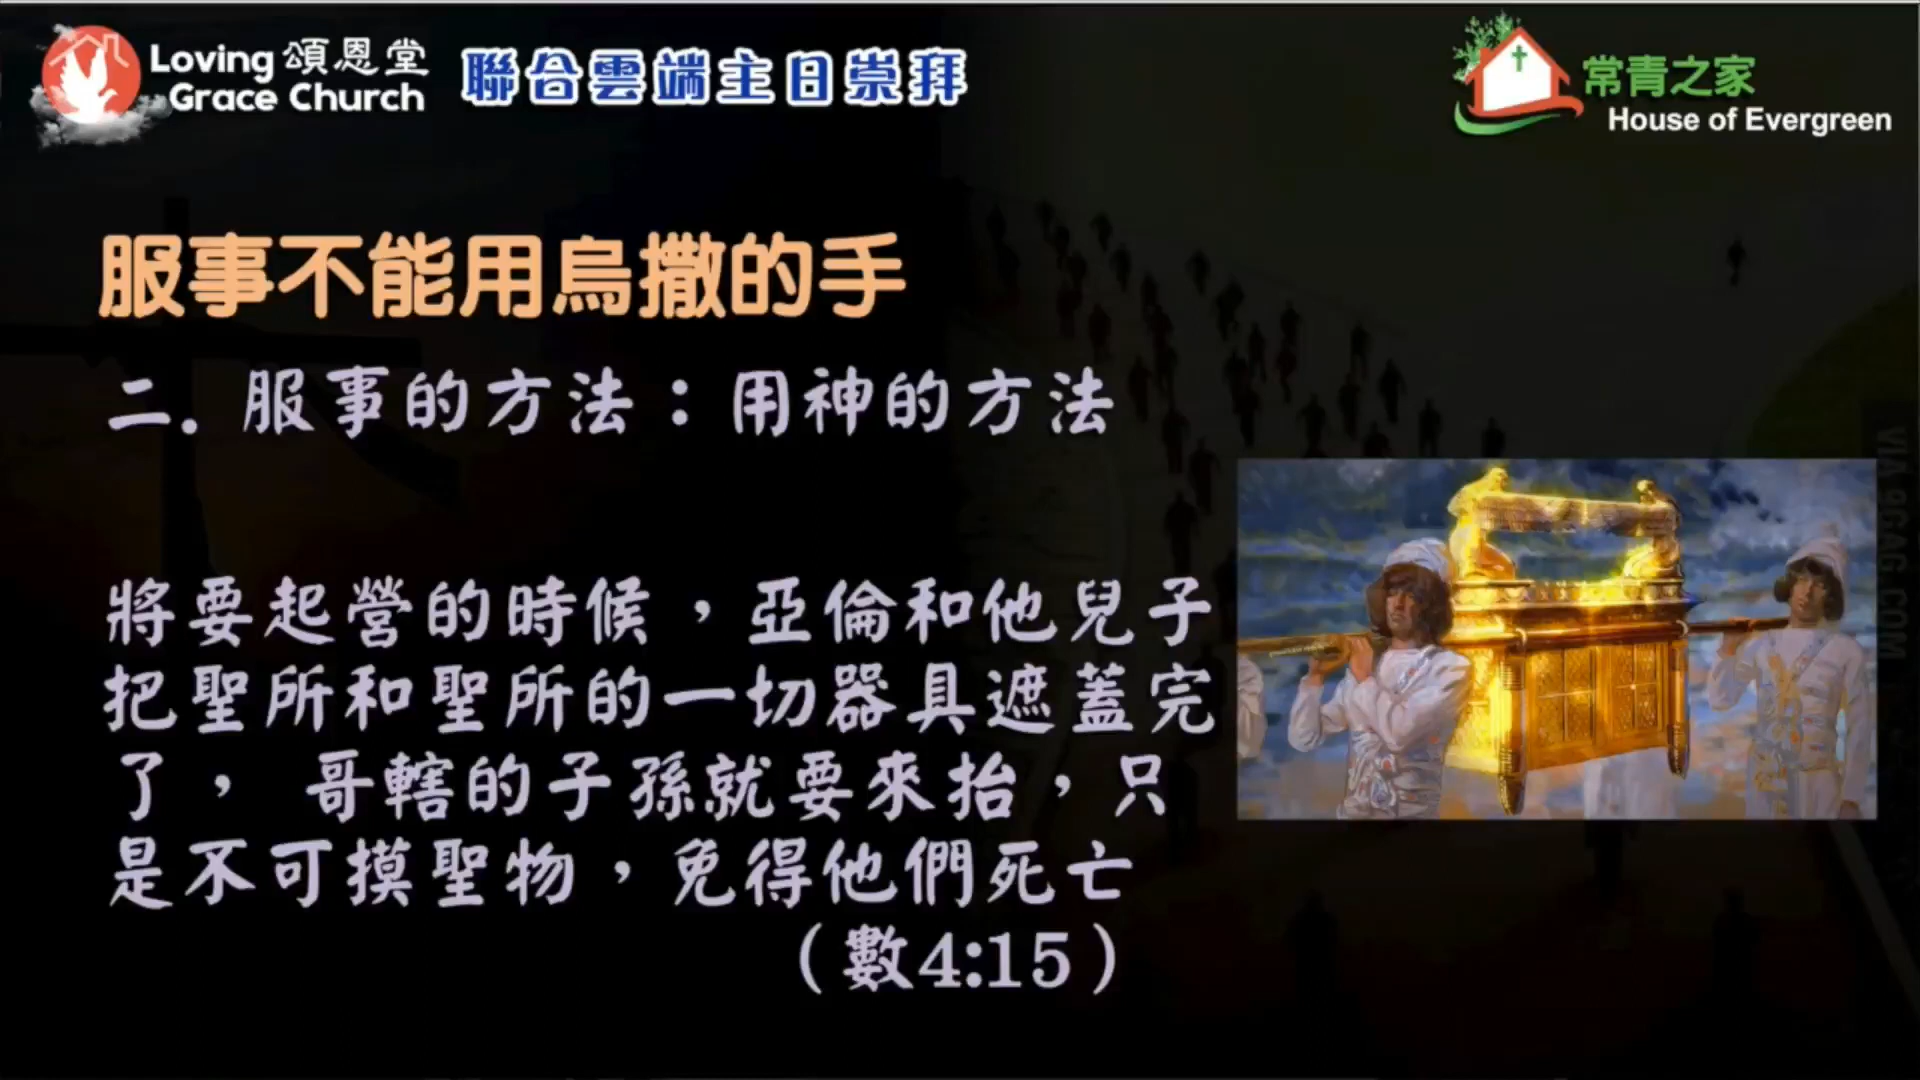 Loving 頌恩堂
Grace Church
聯合雲端主日崇拜
常青之家
House of Evergreen
服事不能用烏撒的手
二. 服事的方法：用神的方法
將要起營的時候，亞倫和他兒子
把聖所和聖所的一切器具遮蓋完
了， 哥轄的子孫就要來抬，只
是不可摸聖物，免得他們死亡
（數4:15）
VIA 9GAG.COM